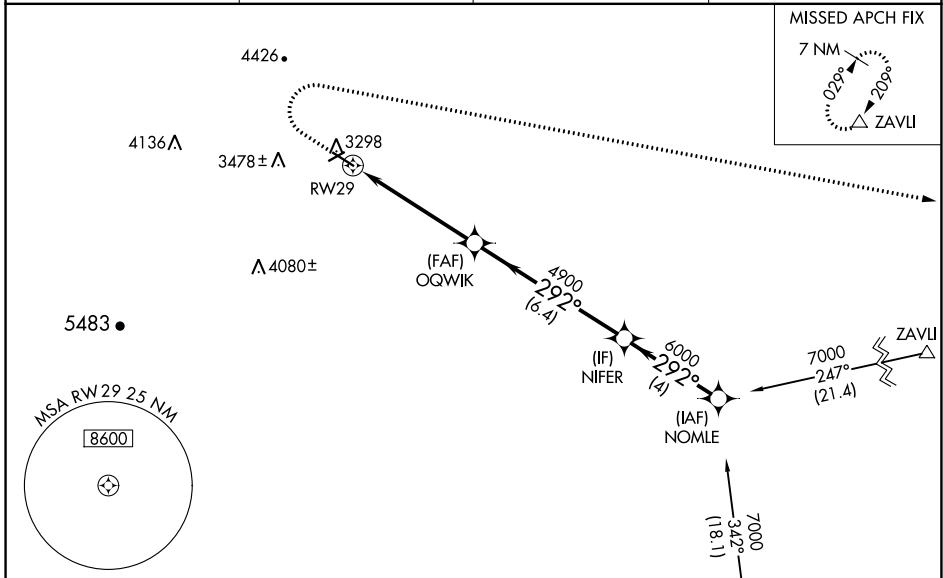 MISSED APCH FIX
7 NM
029°
209°
ZAVLI
4426
4136
3478±
3298
RW29
4080±
(FAF)
OQWIK
4900
292°
(6.4)
5483
(IF)
NIFER
6000
292°
(4)
ZAVLI
7000
247°
(21.4)
(IAF)
NOMLE
MSA RW29 25 NM
8600
7000
342°
(18.1)